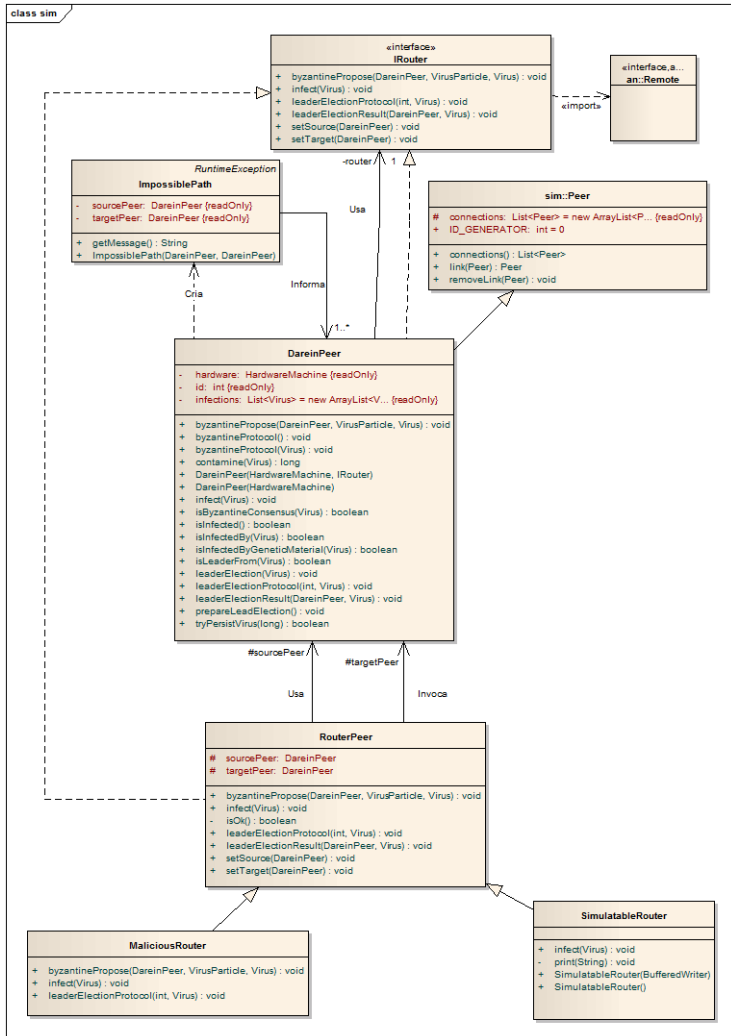 class sim
«interface»
IRouter
+ byzantinePropose(DareinPeer, VirusParticle, Virus) : void
+ infect(Virus) : void
+ leaderElectionProtocol(int, Virus) : void
+ leaderElectionResult(DareinPeer, Virus) : void
+ setSource(DareinPeer) : void
+ setTarget(DareinPeer) : void
«interface,a...
an::Remote
«import»
-router
1
Usa
RuntimeException
ImpossiblePath
- sourcePeer: DareinPeer {readOnly}
- targetPeer: DareinPeer {readOnly}
+ getMessage() : String
+ ImpossiblePath(DareinPeer, DareinPeer)
sim::Peer
# connections: List<Peer> = new ArrayList<P... {readOnly}
+ ID_GENERATOR: int = 0
+ connections() : List<Peer>
+ link(Peer) : Peer
+ removeLink(Peer) : void
Cria
Informa
1..*
DareinPeer
- hardware: HardwareMachine {readOnly}
- id: int {readOnly}
- infections: List<Virus> = new ArrayList<V... {readOnly}
+ byzantinePropose(DareinPeer, VirusParticle, Virus) : void
+ byzantineProtocol() : void
+ byzantineProtocol(Virus) : void
+ contamine(Virus) : long
+ DareinPeer(HardwareMachine, IRouter)
+ DareinPeer(HardwareMachine)
+ infect(Virus) : void
+ isByzantineConsensus(Virus) : boolean
+ isInfected() : boolean
+ isInfectedBy(Virus) : boolean
+ isInfectedByGeneticMaterial(Virus) : boolean
+ isLeaderFrom(Virus) : boolean
+ leaderElection(Virus) : void
+ leaderElectionProtocol(int, Virus) : void
+ leaderElectionResult(DareinPeer, Virus) : void
+ prepareLeadElection() : void
+ tryPersistVirus(long) : boolean
#sourcePeer
#targetPeer
Usa
Invoca
RouterPeer
# sourcePeer: DareinPeer
# targetPeer: DareinPeer
+ byzantinePropose(DareinPeer, VirusParticle, Virus) : void
+ infect(Virus) : void
- isOk() : boolean
+ leaderElectionProtocol(int, Virus) : void
+ leaderElectionResult(DareinPeer, Virus) : void
+ setSource(DareinPeer) : void
+ setTarget(DareinPeer) : void
MaliciousRouter
+ byzantinePropose(DareinPeer, VirusParticle, Virus) : void
+ infect(Virus) : void
+ leaderElectionProtocol(int, Virus) : void
SimulatableRouter
+ infect(Virus) : void
- print(String) : void
+ SimulatableRouter(BufferedWriter)
+ SimulatableRouter()